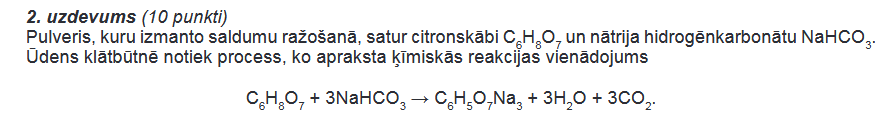 2. uzdevums (10 punkti)
Pulveris, kuru izmanto saldumu ražošanā, satur citronskābi C₆H₈O₇ un nātrija hidrogēnkarbonātu NaHCO₃.
Ūdens klātbūtnē notiek process, ko apraksta ķīmiskās reakcijas vienādojums
C₆H₈O₇ + 3NaHCO₃ → C₆H₅O₇Na₃ + 3H₂O + 3CO₂.